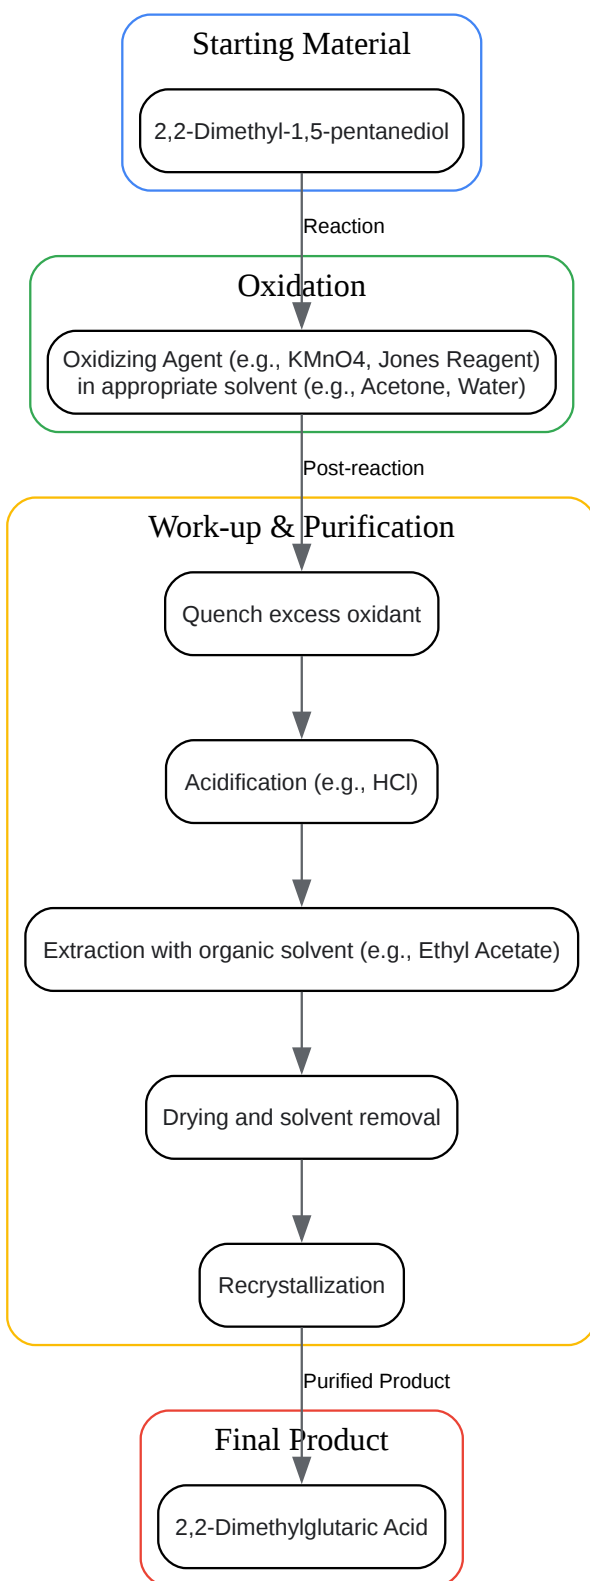 Starting Material
2,2-Dimethyl-1,5-pentanediol
Reaction
Oxidation
Oxidizing Agent (e.g., KMnO4, Jones Reagent)
in appropriate solvent (e.g., Acetone, Water)
Post-reaction
Work-up & Purification
Quench excess oxidant
Acidification (e.g., HCl)
Extraction with organic solvent (e.g., Ethyl Acetate)
Drying and solvent removal
Recrystallization
Purified Product
Final Product
2,2-Dimethylglutaric Acid